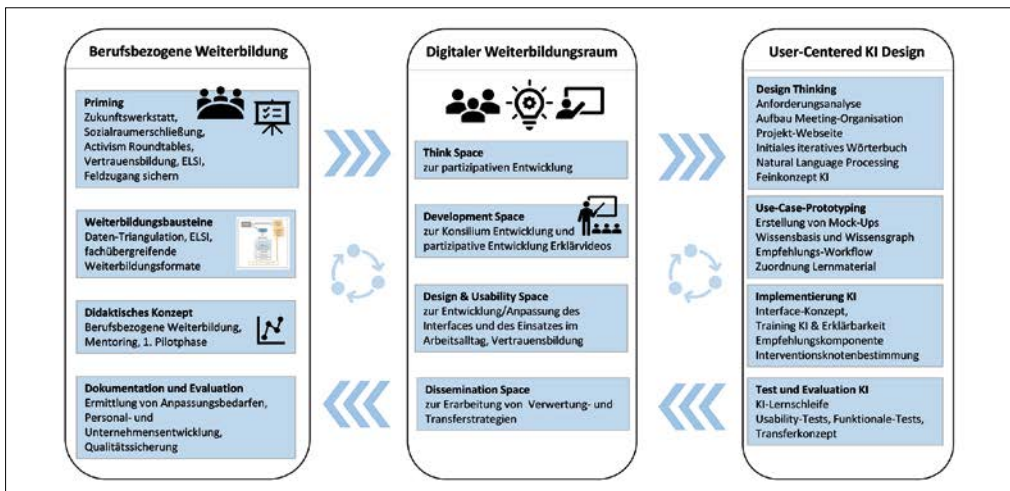 Berufsbezogene Weiterbildung
Priming
Zukunftswerkstatt,
Sozialraumerschließung,
Activism Roundtables,
Vertrauensbildung, ELSI,
Feldzugang sichern
Weiterbildungsbausteine
Daten-Triangulation, ELSI,
fachübergreifende
Weiterbildungsformate
Didaktisches Konzept
Berufsbezogene Weiterbildung,
Mentoring, 1. Pilotphase
Dokumentation und Evaluation
Ermittlung von Anpassungsbedarfen,
Personal- und
Unternehmensentwicklung,
Qualitätssicherung
Digitaler Weiterbildungsraum
Think Space
zur partizipativen Entwicklung
Development Space
zur Konsilium Entwicklung und
partizipative Entwicklung Erklärvideos
Design & Usability Space
zur Entwicklung/Anpassung des
Interfaces und des Einsatzes im
Arbeitsalltag, Vertrauensbildung
Dissemination Space
zur Erarbeitung von Verwertung- und
Transferstrategien
User-Centered KI Design
Design Thinking
Anforderungsanalyse
Aufbau Meeting-Organisation
Projekt-Webseite
Initiales iteratives Wörterbuch
Natural Language Processing
Feinkonzept KI
Use-Case-Prototyping
Erstellung von Mock-Ups
Wissensbasis und Wissensgraph
Empfehlungs-Workflow
Zuordnung Lernmaterial
Implementierung KI
Interface-Konzept,
Training KI & Erklärbarkeit
Empfehlungskomponente
Interventionsknotenbestimmung
Test und Evaluation KI
KI-Lernschleife
Usability-Tests, Funktionale-Tests,
Transferkonzept